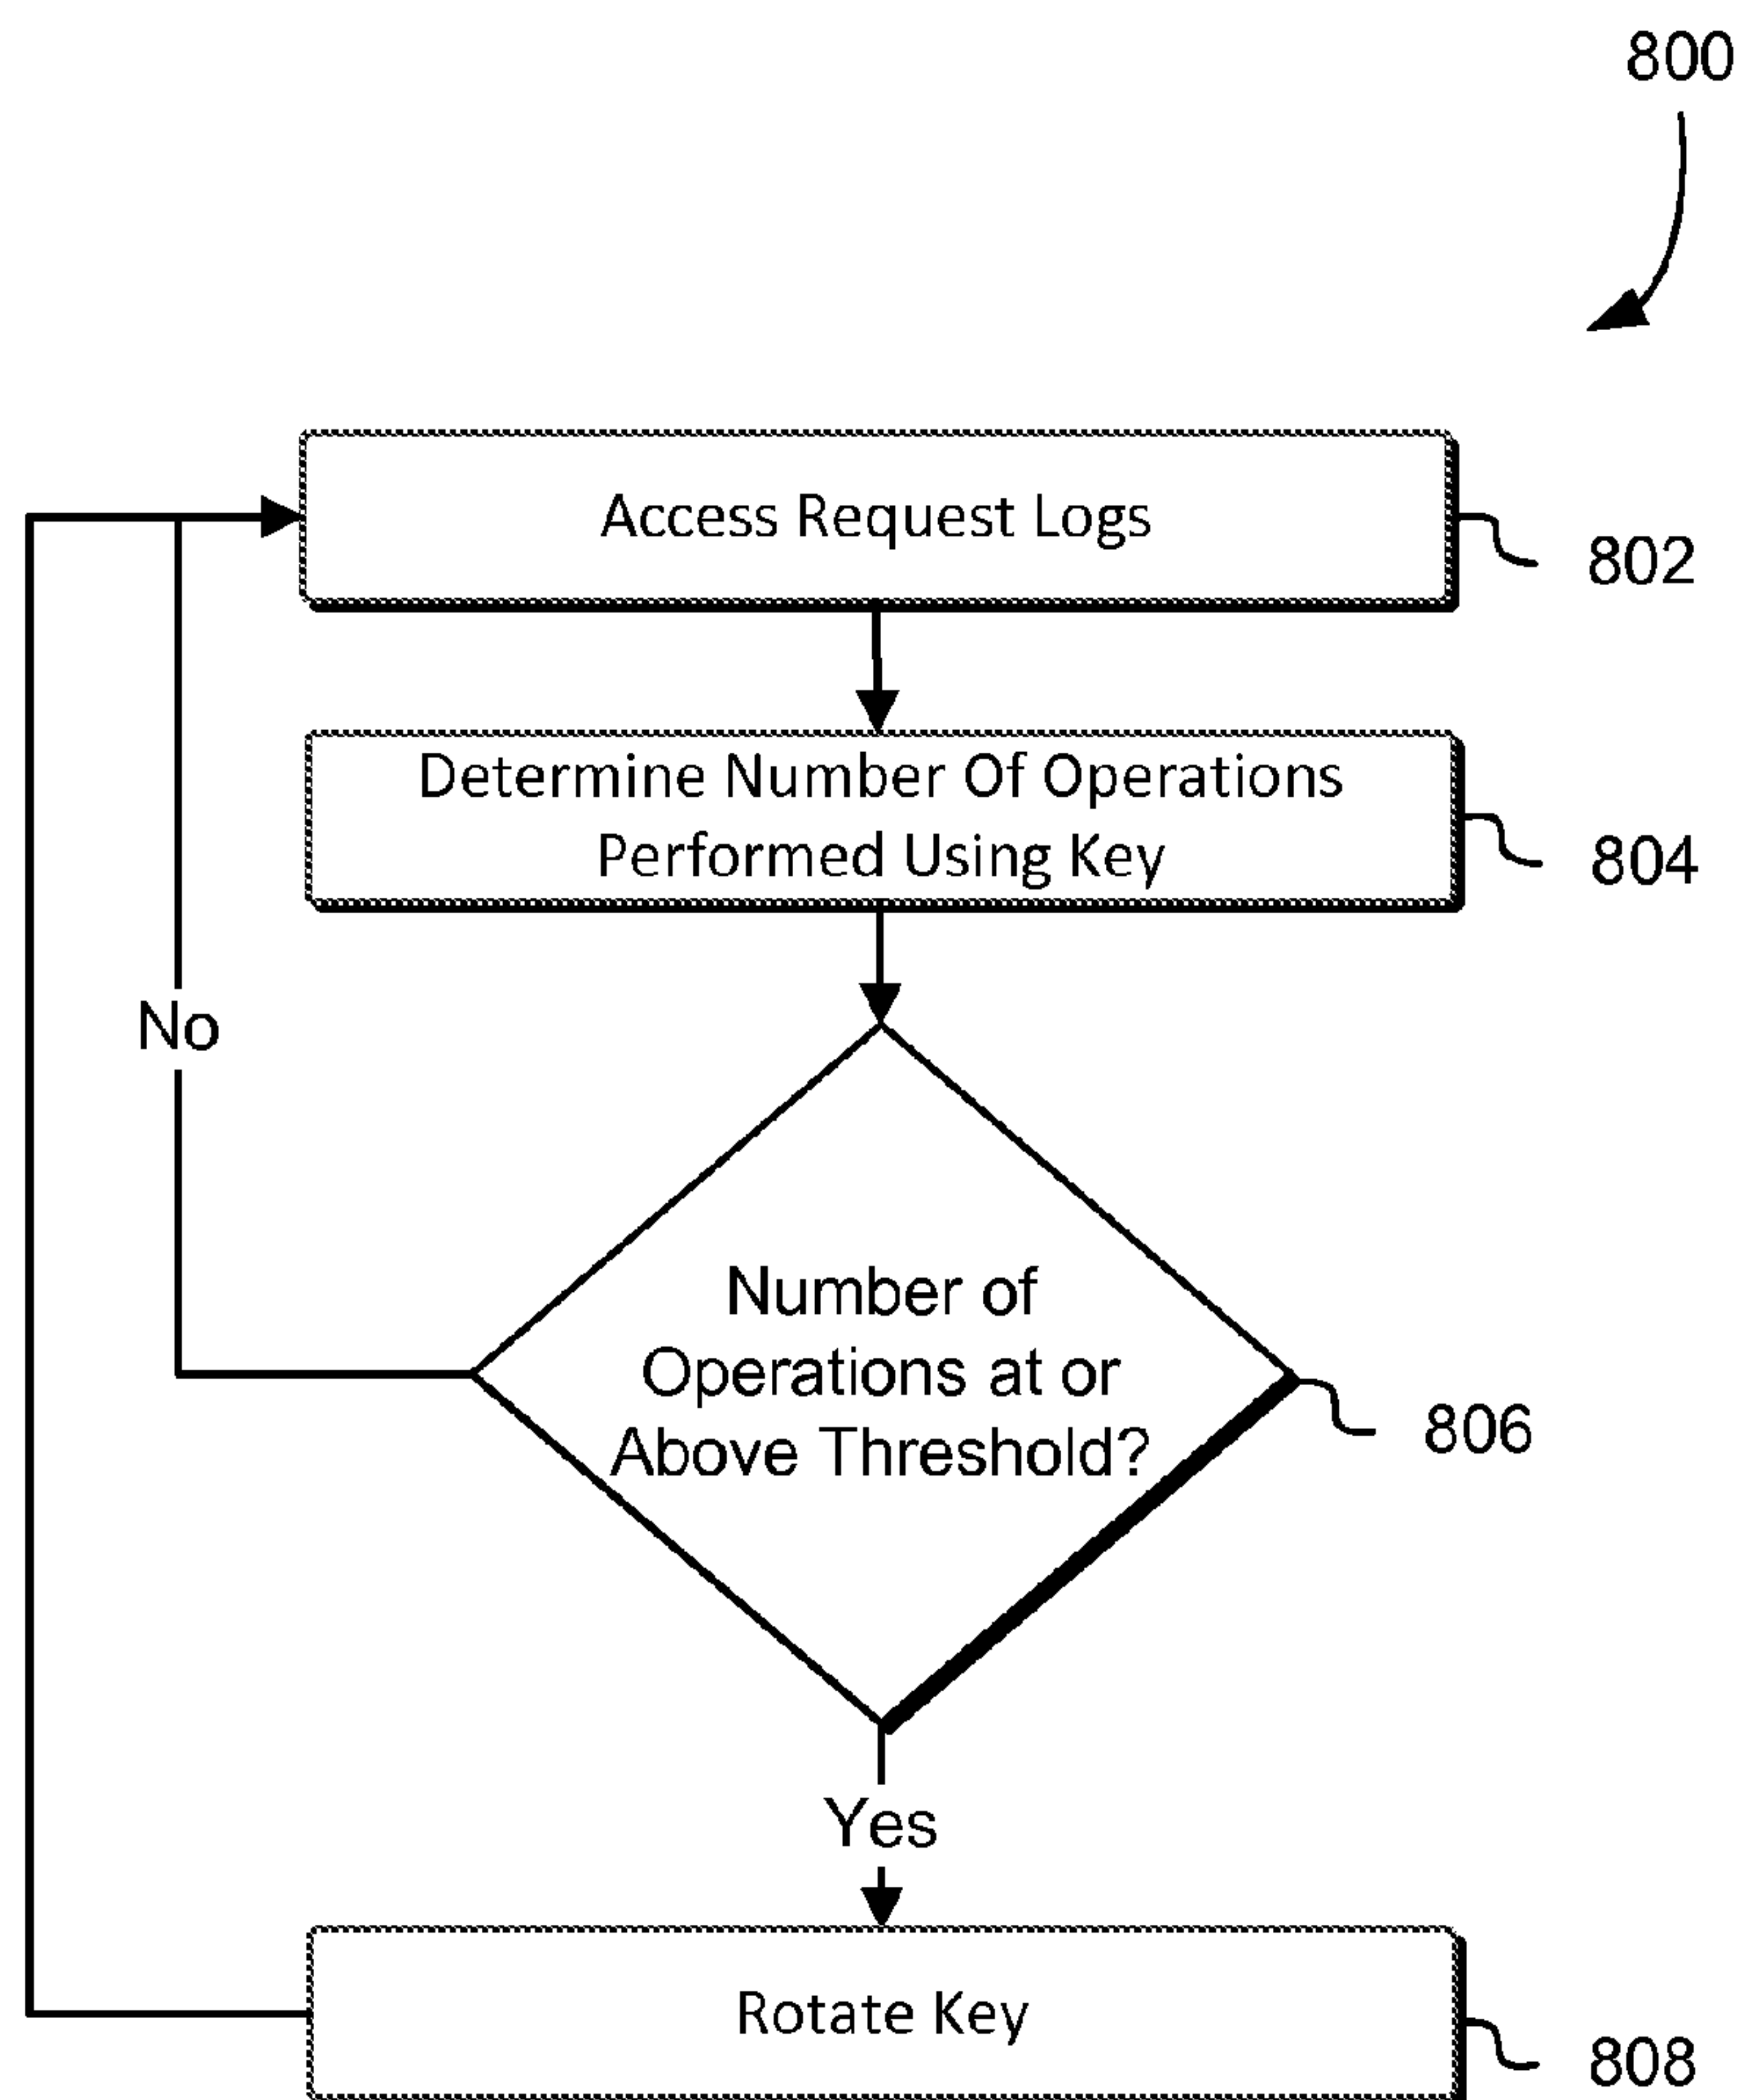 800
Access Request Logs
802
Determine Number Of Operations
Performed Using Key
804
No
Number of
Operations at or
Above Threshold?
806
Yes
Rotate Key
808